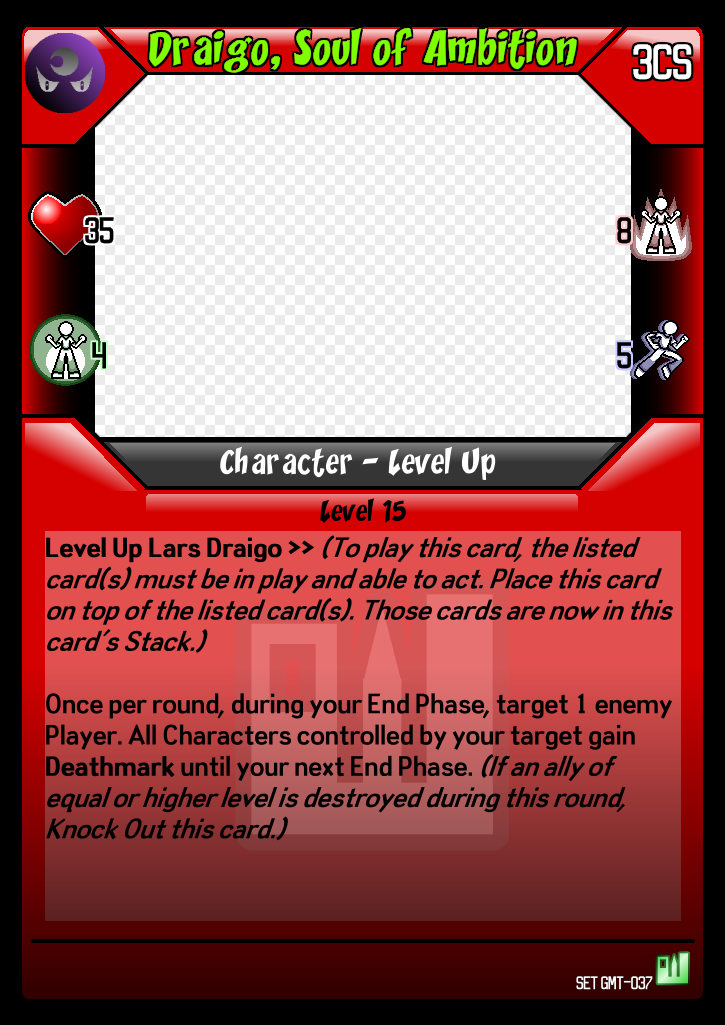 Draigo, Soul of Ambition
3CS
35
8
4
5
Character - Level Up
Level 15
Level Up Lars Draigo >> (To play this card, the listed
card(s) must be in play and able to act. Place this card
on top of the listed card(s). Those cards are now in this
card's Stack.)
Once per round, during your End Phase, target 1 enemy
Player. All Characters controlled by your target gain
Deathmark until your next End Phase. (If an ally of
equal or higher level is destroyed during this round,
Knock Out this card.)
SET GMT-037